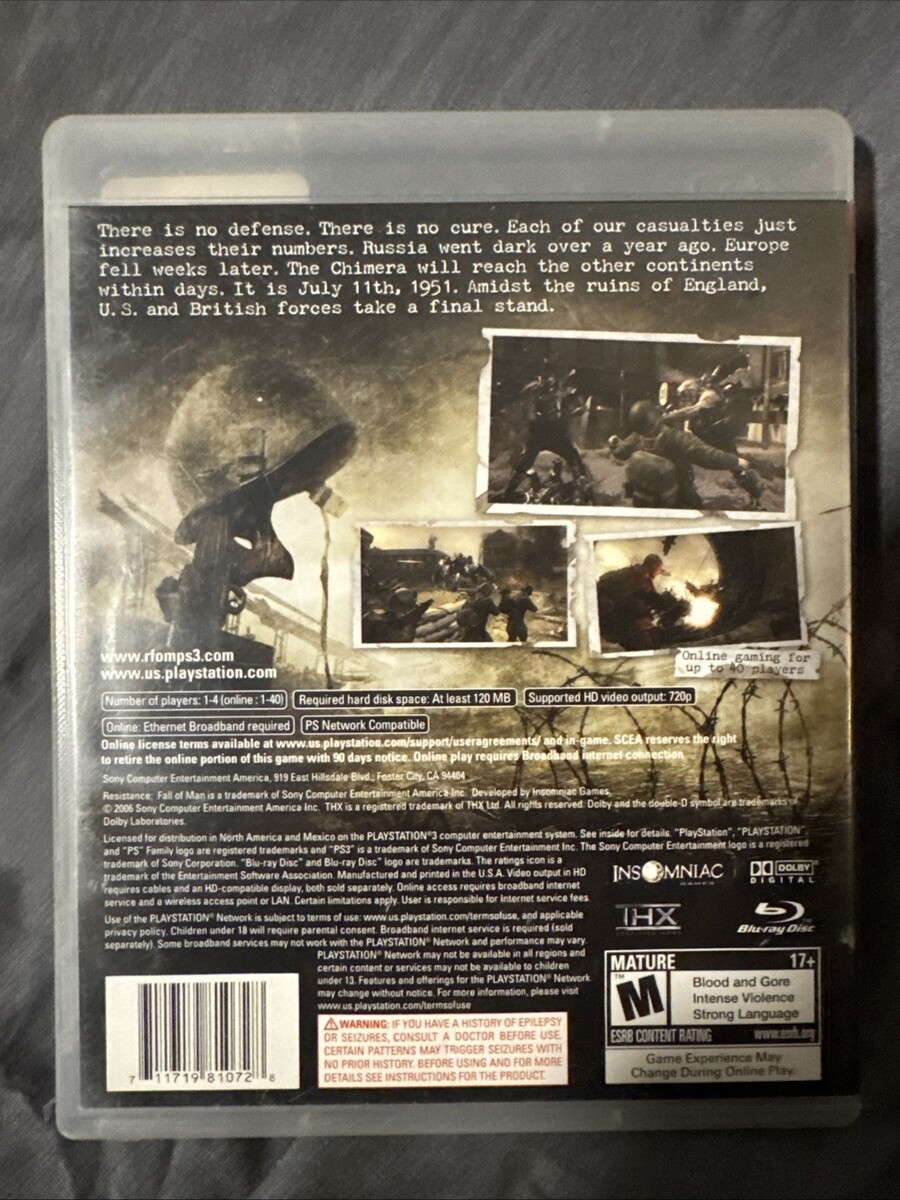 There is no defense. There is no cure. Each of our casualties just
increases their numbers. Russia went dark over a year ago. Europe
fell weeks later. The Chimera will reach the other continents
within days. It is July 11th, 1951. Amidst the ruins of England,
U.S. and British forces take a final stand.
Online gaming for
up to 40 players
www.rfomps3.com
www.us.playstation.com
Number of players: 1-4 (online: 1-40)
Required hard disk space: At least 120 MB
Supported HD video output: 720p
Online: Ethernet Broadband required
PS Network Compatible
Online license terms available at www.us.playstation.com/support/useragreements/ and in-game. SCEA reserves the right
to retire the online portion of this game with 90 days notice. Online play requires Broadband internet connection.
Sony Computer Entertainment America, 919 East Hillsdale Blvd., Foster City, CA 94404
Resistance: Fall of Man is a trademark of Sony Computer Entertainment America Inc. Developed by Insomniac Games.
© 2006 Sony Computer Entertainment America Inc. THX is a registered trademark of THX Ltd. All rights reserved. Dolby and the double-D symbol are trademarks of
Dolby Laboratories.
Licensed for distribution in North America and Mexico on the PLAYSTATION®3 computer entertainment system. See inside for details. "PlayStation", "PLAYSTATION"
and "PS" Family logo are registered trademarks and "PS3" is a trademark of Sony Computer Entertainment Inc. The Sony Computer Entertainment logo is a registered
trademark of Sony Corporation. "Blu-ray Disc" and Blu-ray Disc" logo are trademarks. The ratings icon is a
trademark of the Entertainment Software Association. Manufactured and printed in the U.S.A. Video output in HD
requires cables and an HD-compatible display, both sold separately. Online access requires broadband internet
service and a wireless access point or LAN. Certain limitations apply. User is responsible for Internet service fees.
Use of the PLAYSTATION® Network is subject to terms of use: www.us.playstation.com/termsofuse, and applicable
privacy policy. Children under 18 will require parental consent. Broadband internet service is required (sold
separately). Some broadband services may not work with the PLAYSTATION® Network and performance may vary.
PLAYSTATION® Network may not be available in all regions and
certain content or services may not be available to children
under 13. Features and offerings for the PLAYSTATION® Network
may change without notice. For more information, please visit
www.us.playstation.com/termsofuse
INSOMNIAC
DOLBY
DIGITAL
THX
Blu-ray Disc
MATURE 17+
M
Blood and Gore
Intense Violence
Strong Language
ESRB CONTENT RATING www.esrb.org
Game Experience May
Change During Online Play.
7 11719 81072 8
WARNING: IF YOU HAVE A HISTORY OF EPILEPSY
OR SEIZURES, CONSULT A DOCTOR BEFORE USE.
CERTAIN PATTERNS MAY TRIGGER SEIZURES WITH
NO PRIOR HISTORY. BEFORE USING AND FOR MORE
DETAILS SEE INSTRUCTIONS FOR THE PRODUCT.